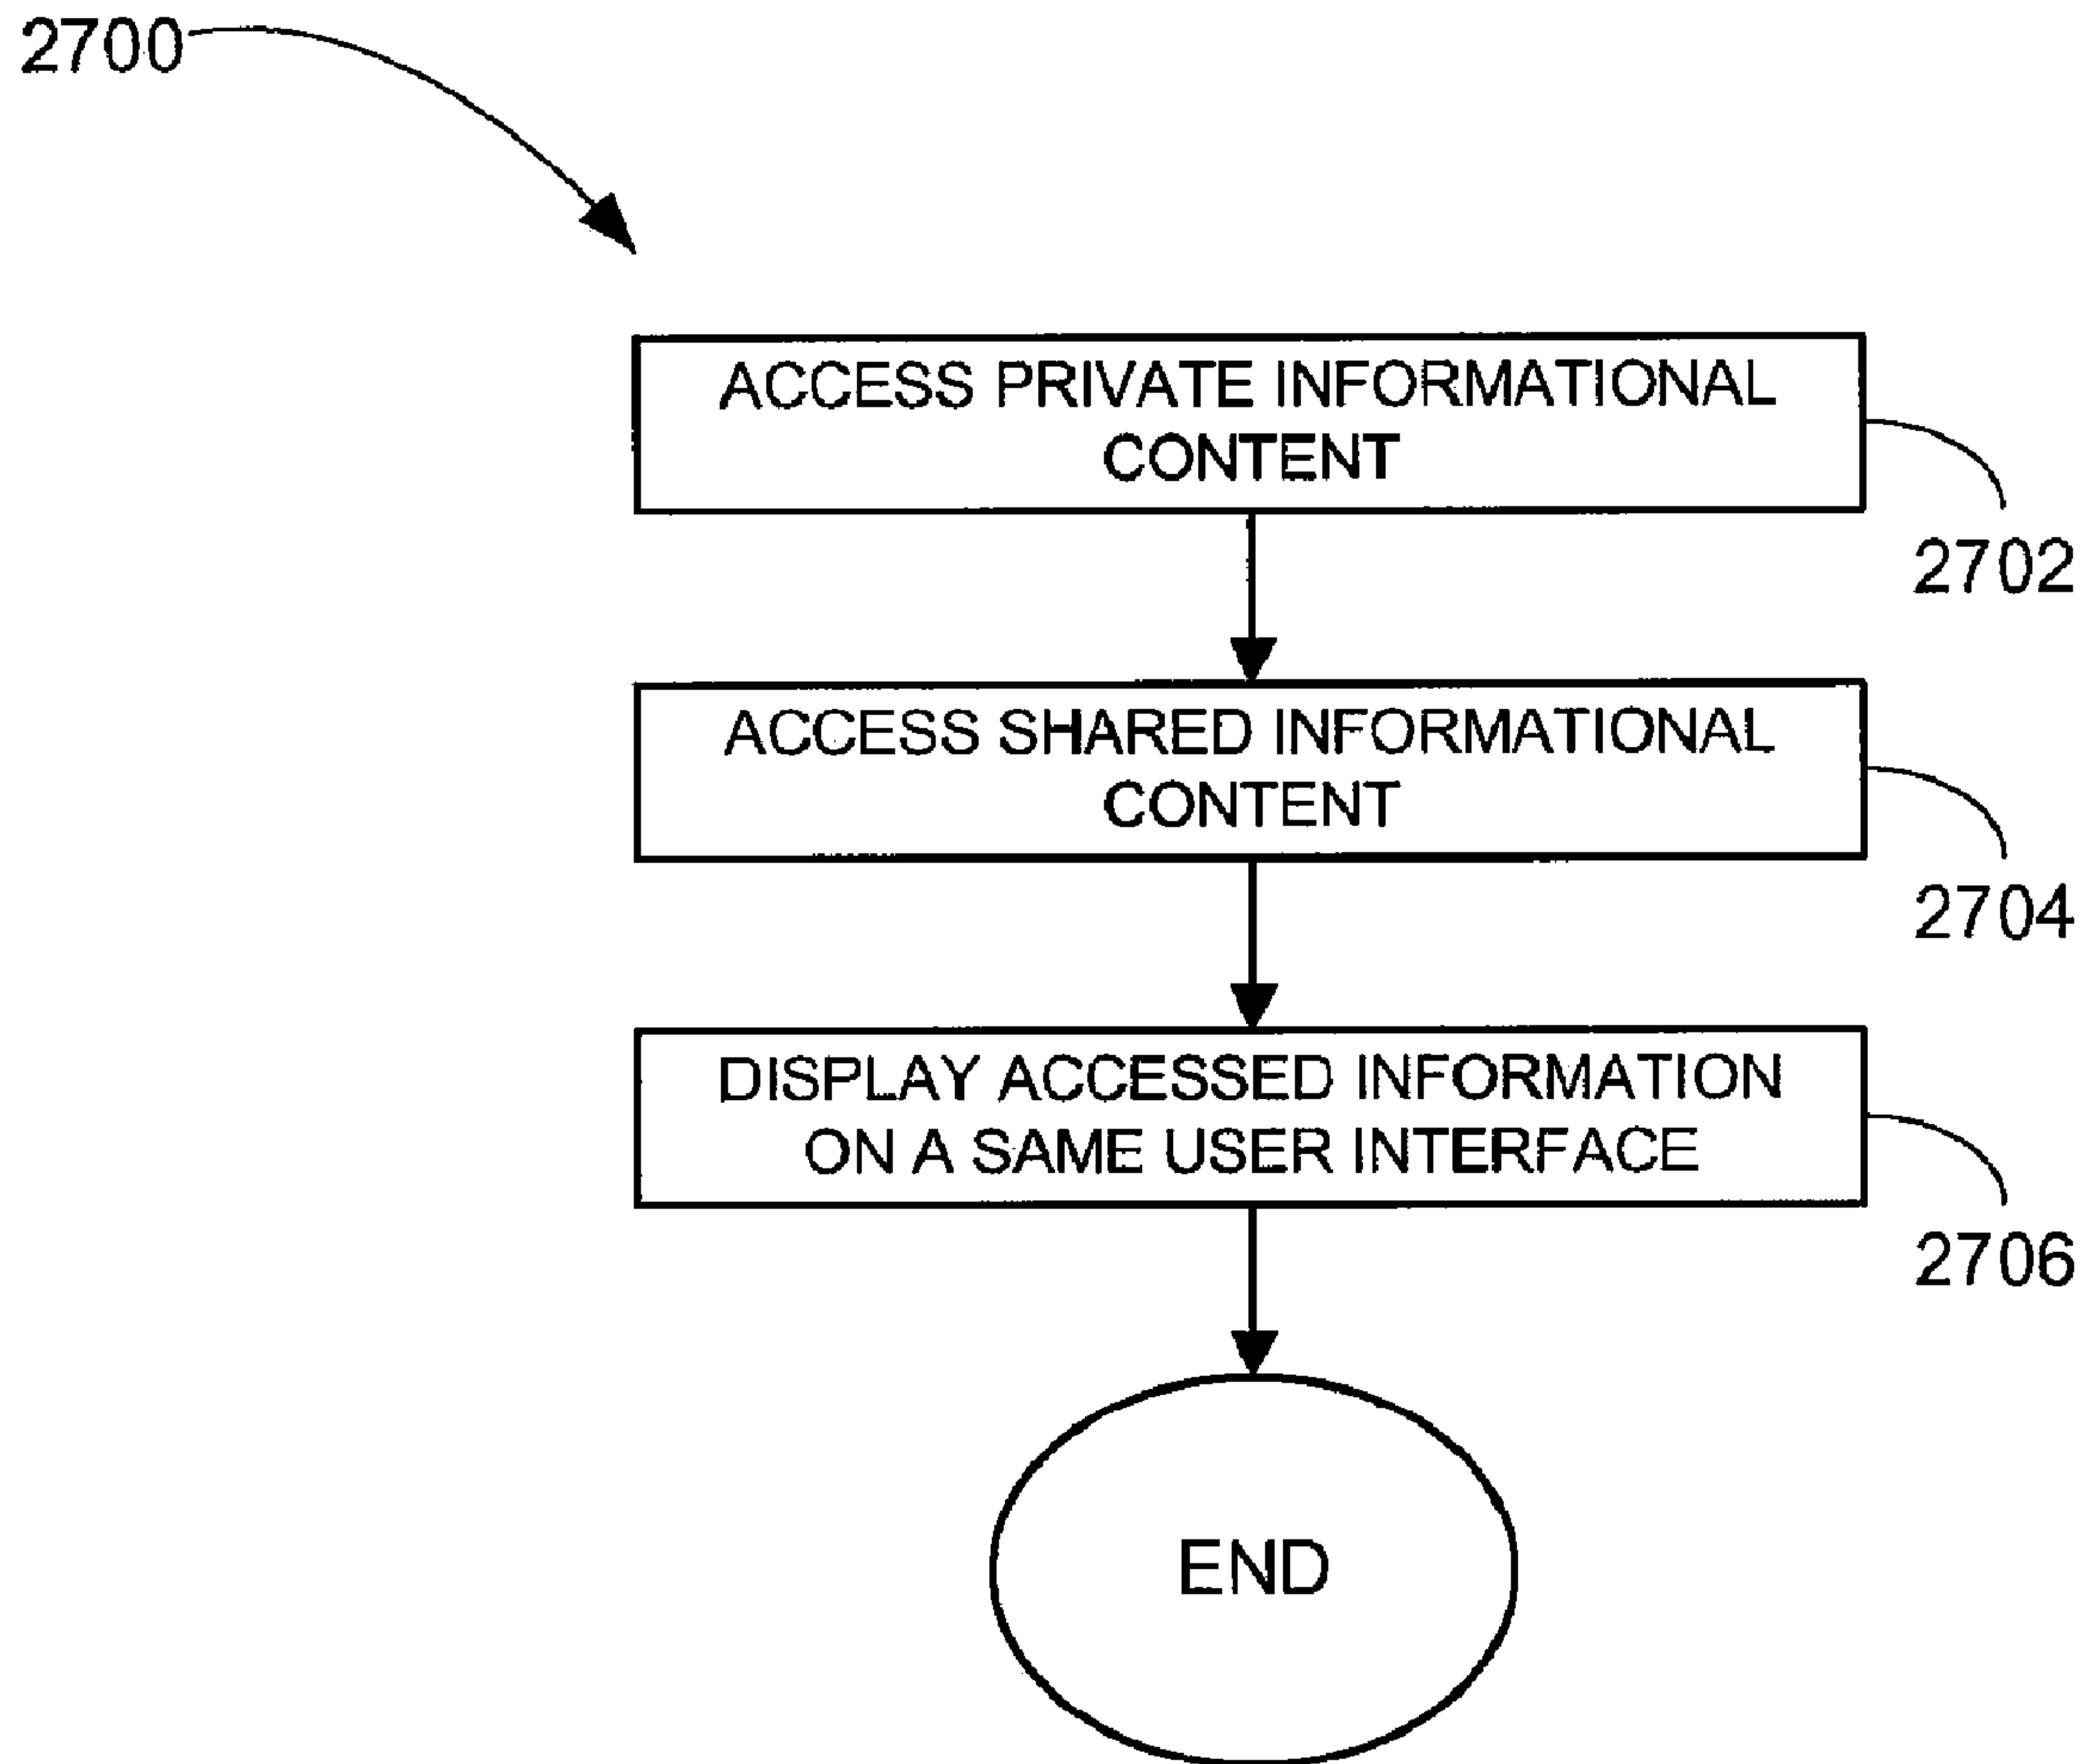 2700
ACCESS PRIVATE INFORMATIONAL
CONTENT
2702
ACCESS SHARED INFORMATIONAL
CONTENT
2704
DISPLAY ACCESSED INFORMATION
ON A SAME USER INTERFACE
2706
END